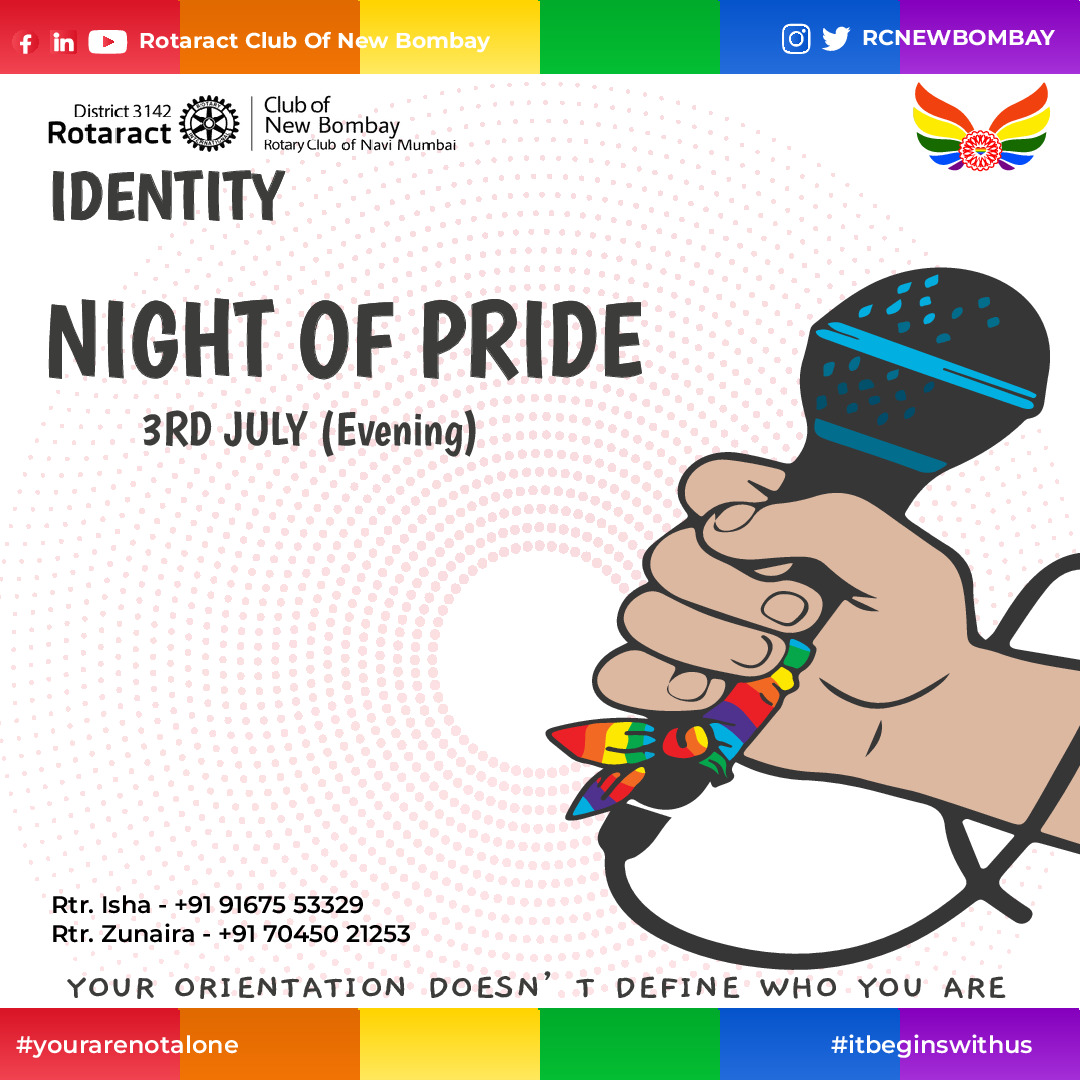 Rotaract Club Of New Bombay
RCNEWBOMBAY
District 3142
Rotaract
ROTARY
INTERNATIONAL
Club of
New Bombay
Rotary Club of Navi Mumbai
IDENTITY
NIGHT OF PRIDE
3RD JULY (Evening)
Rtr. Isha - +91 91675 53329
Rtr. Zunaira - +91 70450 21253
YOUR ORIENTATION DOESN' T DEFINE WHO YOU ARE
#yourarenotalone
#itbeginswithus